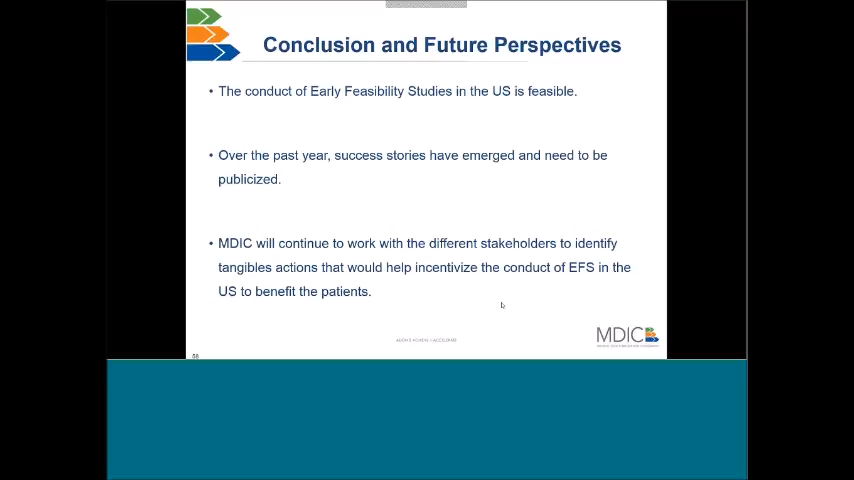 Conclusion and Future Perspectives
• The conduct of Early Feasibility Studies in the US is feasible.
• Over the past year, success stories have emerged and need to be
publicized.
• MDIC will continue to work with the different stakeholders to identify
tangibles actions that would help incentivize the conduct of EFS in the
US to benefit the patients.
MDIC
58